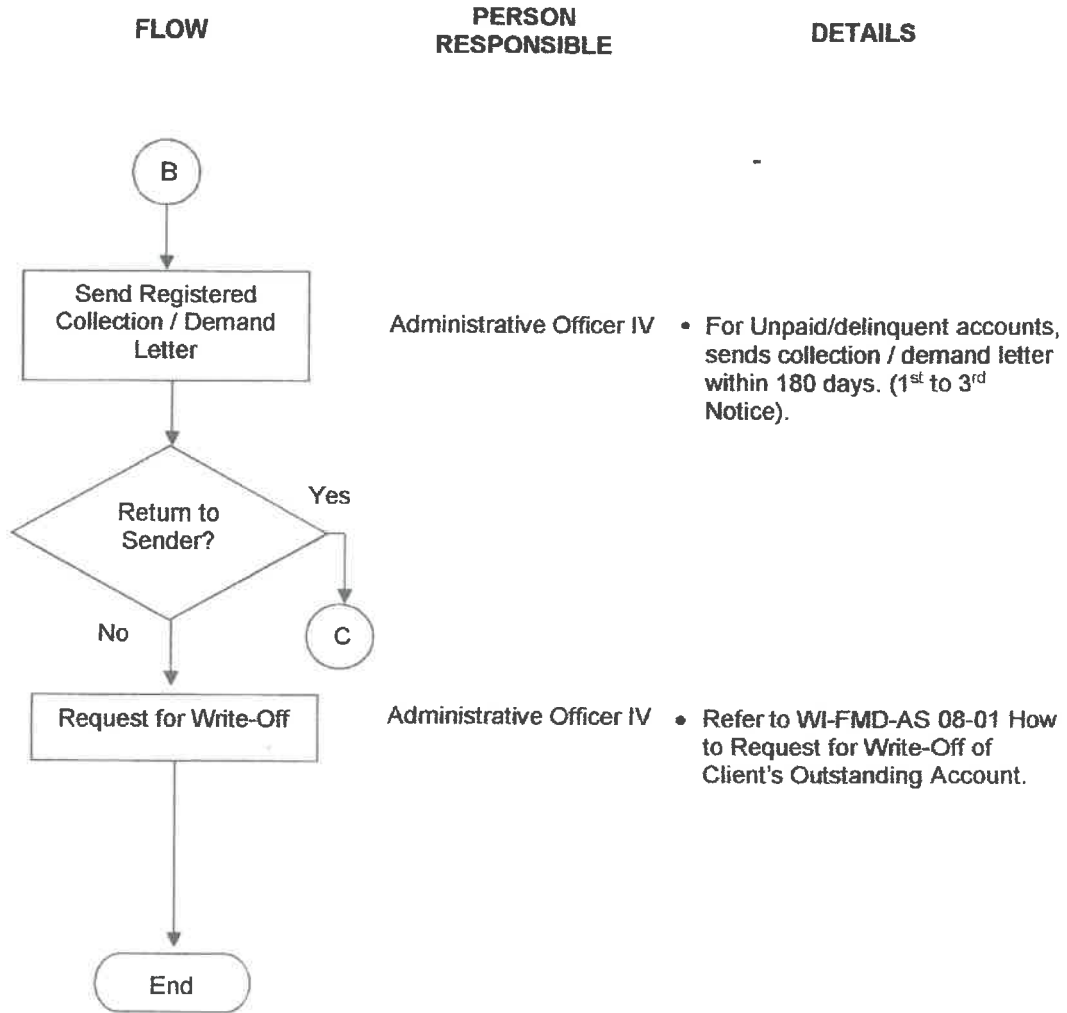 FLOW
PERSON
RESPONSIBLE
DETAILS
B
Send Registered
Collection / Demand
Letter
Administrative Officer IV
• For Unpaid/delinquent accounts,
sends collection / demand letter
within 180 days. (1st to 3rd
Notice).
Return to
Sender?
Yes
No
C
Request for Write-Off
Administrative Officer IV
• Refer to WI-FMD-AS 08-01 How
to Request for Write-Off of
Client's Outstanding Account.
End